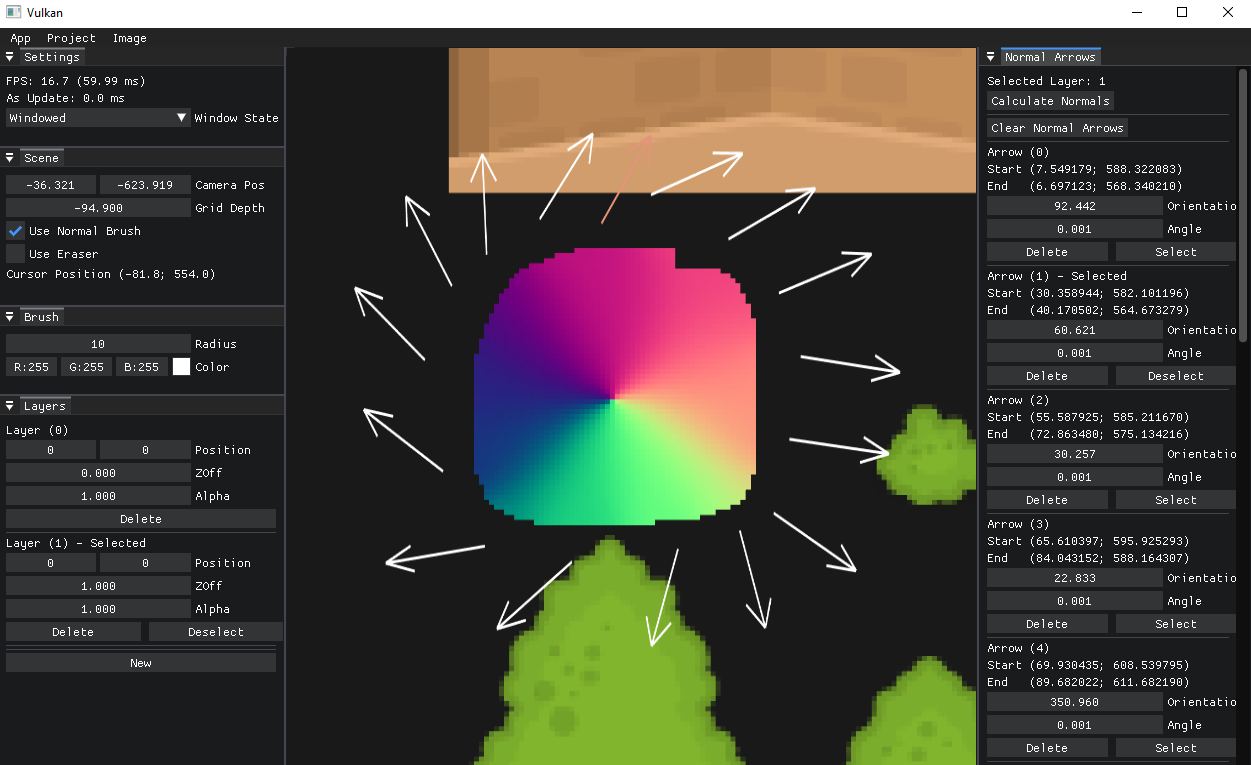 Vulkan
App Project Image
Settings
FPS: 16.7 (59.99 ms)
As Update: 0.0 ms
Windowed Window State
Scene
-36.321 -623.919 Camera Pos
-94.900 Grid Depth
Use Normal Brush
Use Eraser
Cursor Position (-81.8; 554.0)
Brush
10 Radius
R:255 G:255 B:255 Color
Layers
Layer (0)
0 0 Position
0.000 ZOff
1.000 Alpha
Delete
Layer (1) - Selected
0 0 Position
1.000 ZOff
1.000 Alpha
Delete Deselect
New
Normal Arrows
Selected Layer: 1
Calculate Normals
Clear Normal Arrows
Arrow (0)
Start (7.549179; 588.322083)
End (6.697123; 568.340210)
92.442 Orientatio
0.001 Angle
Delete Select
Arrow (1) - Selected
Start (30.358944; 582.101196)
End (40.170502; 564.673279)
60.621 Orientatio
0.001 Angle
Delete Deselect
Arrow (2)
Start (55.587925; 585.211670)
End (72.863480; 575.134216)
30.257 Orientatio
0.001 Angle
Delete Select
Arrow (3)
Start (65.610397; 595.925293)
End (84.043152; 588.164307)
22.833 Orientatio
0.001 Angle
Delete Select
Arrow (4)
Start (69.930435; 608.539795)
End (89.682022; 611.682190)
350.960 Orientatio
0.001 Angle
Delete Select